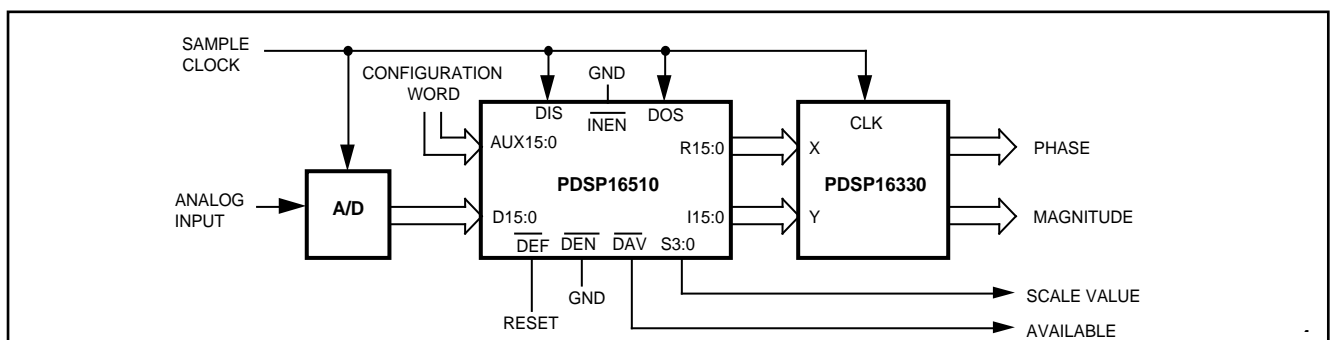 SAMPLE
CLOCK
CONFIGURATION
WORD
GND
DIS
INEN
DOS
CLK
AUX15:0
R15:0
X
PHASE
PDSP16510
PDSP16330
ANALOG
INPUT
A/D
D15:0
I15:0
Y
MAGNITUDE
DEF
DEN
DAV
S3:0
GND
SCALE VALUE
RESET
AVAILABLE